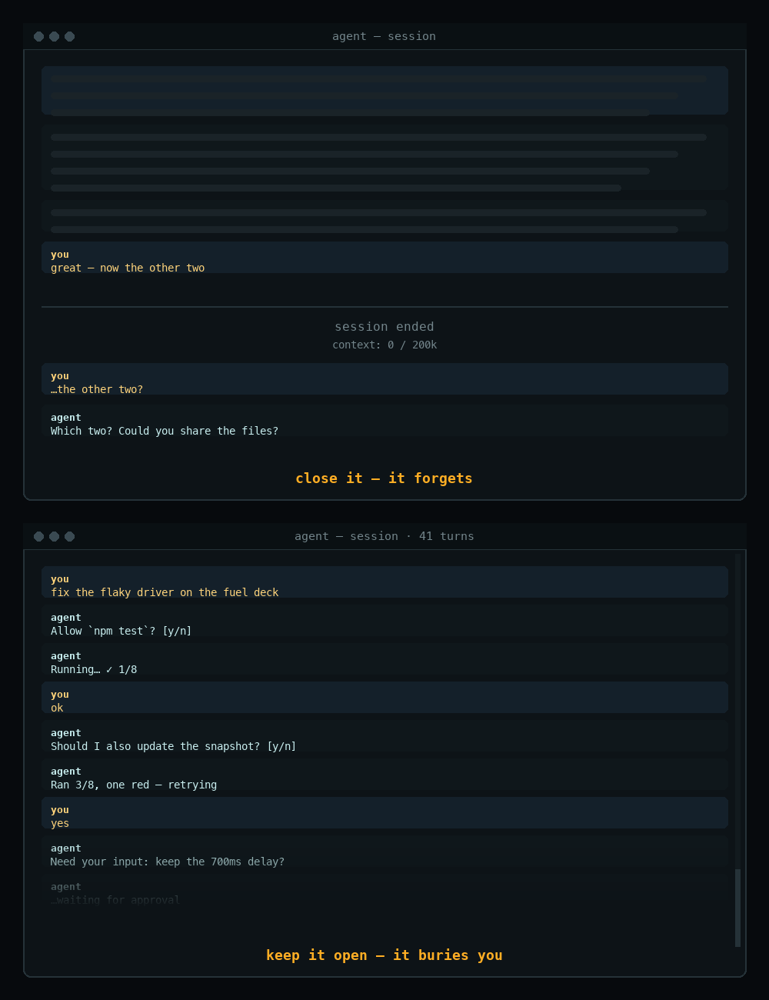 agent — session
you
great — now the other two
session ended
context: 0 / 200k
you
…the other two?
agent
Which two? Could you share the files?
close it — it forgets
agent — session · 41 turns
you
fix the flaky driver on the fuel deck
agent
Allow `npm test`? [y/n]
agent
Running… ✓ 1/8
you
ok
agent
Should I also update the snapshot? [y/n]
agent
Ran 3/8, one red — retrying
you
yes
agent
Need your input: keep the 700ms delay?
agent
…waiting for approval
keep it open — it buries you